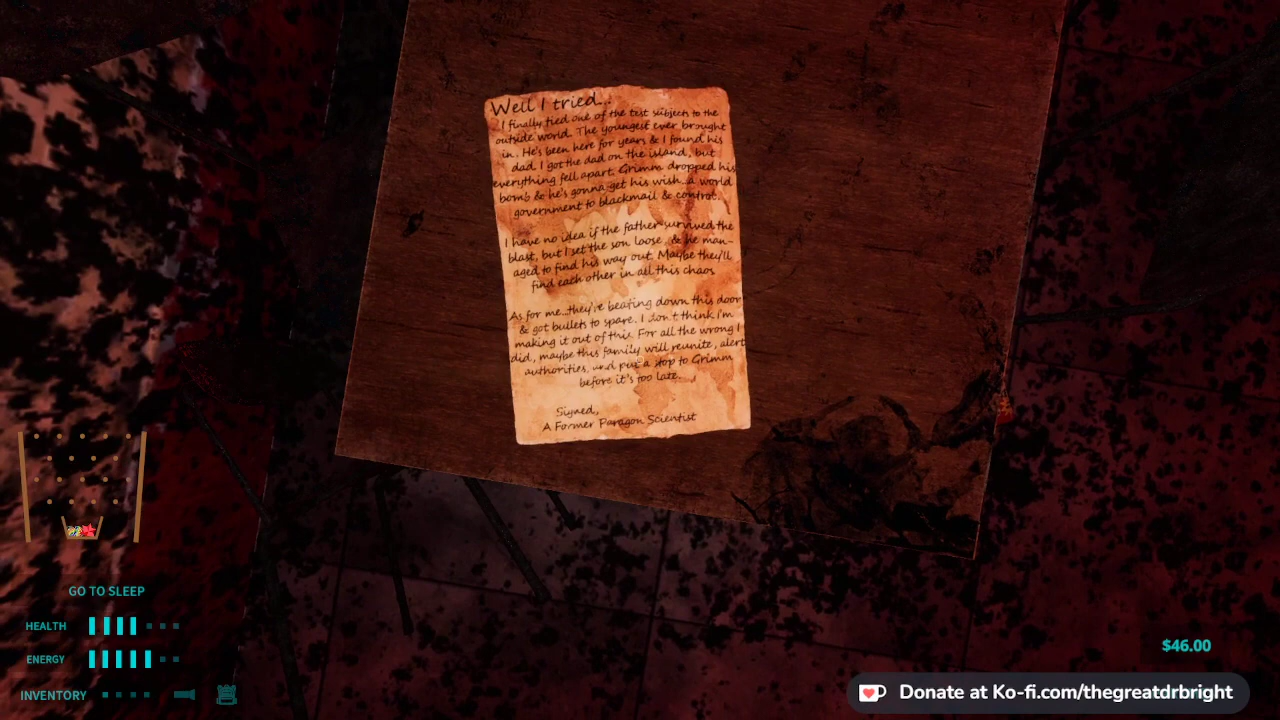 Well I tried...
I finally tied one of the test subjects to the
outside world. The youngest ever brought
in. He's been here for years & I found his
dad. I got the dad on the island, but
everything fell apart. Grimm dropped his
bomb & he's gonna get his wish...a world
government to blackmail & control.
I have no idea if the father survived the
blast, but I set the son loose, & he man-
aged to find his way out. Maybe they'll
find each other in all this chaos
As for me...they're beating down this door
& got bullets to spare. I don't think I'm
making it out of this. For all the wrong I
did, maybe this family will reunite, alert
authorities, and put a stop to Grimm
before it's too late.
Signed,
A Former Paragon Scientist
GO TO SLEEP
HEALTH
ENERGY
INVENTORY
$46.00
Donate at Ko-fi.com/thegreatdrbright